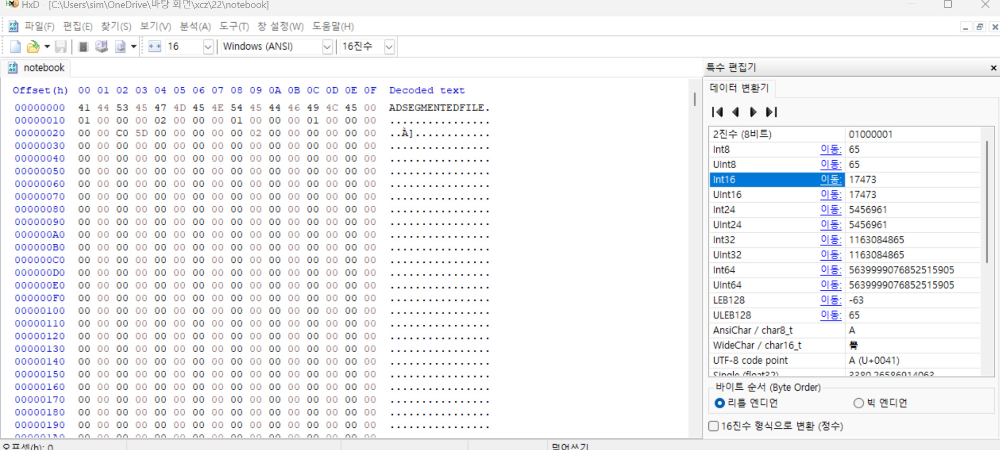 HxD - [C:\Users\sim\OneDrive\바탕 화면\xcz\22\notebook]
파일(F) 편집(E) 찾기(S) 보기(V) 분석(A) 도구(T) 창 설정(W) 도움말(H)
16 Windows (ANSI) 16진수
notebook
Offset(h) 00 01 02 03 04 05 06 07 08 09 0A 0B 0C 0D 0E 0F Decoded text
00000000 41 44 53 45 47 4D 45 4E 54 45 44 46 49 4C 45 00 ADSEGMENTEDFILE.
00000010 01 00 00 00 02 00 00 00 01 00 00 00 01 00 00 00 ................
00000020 00 00 C0 5D 00 00 00 00 00 02 00 00 00 00 00 00 ..À]............
00000030 00 00 00 00 00 00 00 00 00 00 00 00 00 00 00 00 ................
00000040 00 00 00 00 00 00 00 00 00 00 00 00 00 00 00 00 ................
00000050 00 00 00 00 00 00 00 00 00 00 00 00 00 00 00 00 ................
00000060 00 00 00 00 00 00 00 00 00 00 00 00 00 00 00 00 ................
00000070 00 00 00 00 00 00 00 00 00 00 00 00 00 00 00 00 ................
00000080 00 00 00 00 00 00 00 00 00 00 00 00 00 00 00 00 ................
00000090 00 00 00 00 00 00 00 00 00 00 00 00 00 00 00 00 ................
000000A0 00 00 00 00 00 00 00 00 00 00 00 00 00 00 00 00 ................
000000B0 00 00 00 00 00 00 00 00 00 00 00 00 00 00 00 00 ................
000000C0 00 00 00 00 00 00 00 00 00 00 00 00 00 00 00 00 ................
000000D0 00 00 00 00 00 00 00 00 00 00 00 00 00 00 00 00 ................
000000E0 00 00 00 00 00 00 00 00 00 00 00 00 00 00 00 00 ................
000000F0 00 00 00 00 00 00 00 00 00 00 00 00 00 00 00 00 ................
00000100 00 00 00 00 00 00 00 00 00 00 00 00 00 00 00 00 ................
00000110 00 00 00 00 00 00 00 00 00 00 00 00 00 00 00 00 ................
00000120 00 00 00 00 00 00 00 00 00 00 00 00 00 00 00 00 ................
00000130 00 00 00 00 00 00 00 00 00 00 00 00 00 00 00 00 ................
00000140 00 00 00 00 00 00 00 00 00 00 00 00 00 00 00 00 ................
00000150 00 00 00 00 00 00 00 00 00 00 00 00 00 00 00 00 ................
00000160 00 00 00 00 00 00 00 00 00 00 00 00 00 00 00 00 ................
00000170 00 00 00 00 00 00 00 00 00 00 00 00 00 00 00 00 ................
00000180 00 00 00 00 00 00 00 00 00 00 00 00 00 00 00 00 ................
00000190 00 00 00 00 00 00 00 00 00 00 00 00 00 00 00 00 ................
000001A0 00 00 00 00 00 00 00 00 00 00 00 00 00 00 00 00
특수 편집기
데이터 변환기
2진수 (8비트) 01000001
Int8 이동: 65
UInt8 이동: 65
Int16 이동: 17473
UInt16 이동: 17473
Int24 이동: 5456961
UInt24 이동: 5456961
Int32 이동: 1163084865
UInt32 이동: 1163084865
Int64 이동: 5639999076852515905
UInt64 이동: 5639999076852515905
LEB128 이동: -63
ULEB128 이동: 65
AnsiChar / char8_t A
WideChar / char16_t
UTF-8 code point A (U+0041)
Single (float32) 3380.26586914063
바이트 순서 (Byte Order)
리틀 엔디언 빅 엔디언
16진수 형식으로 변환 (정수)
오프셋(h): 0 덮어쓰기